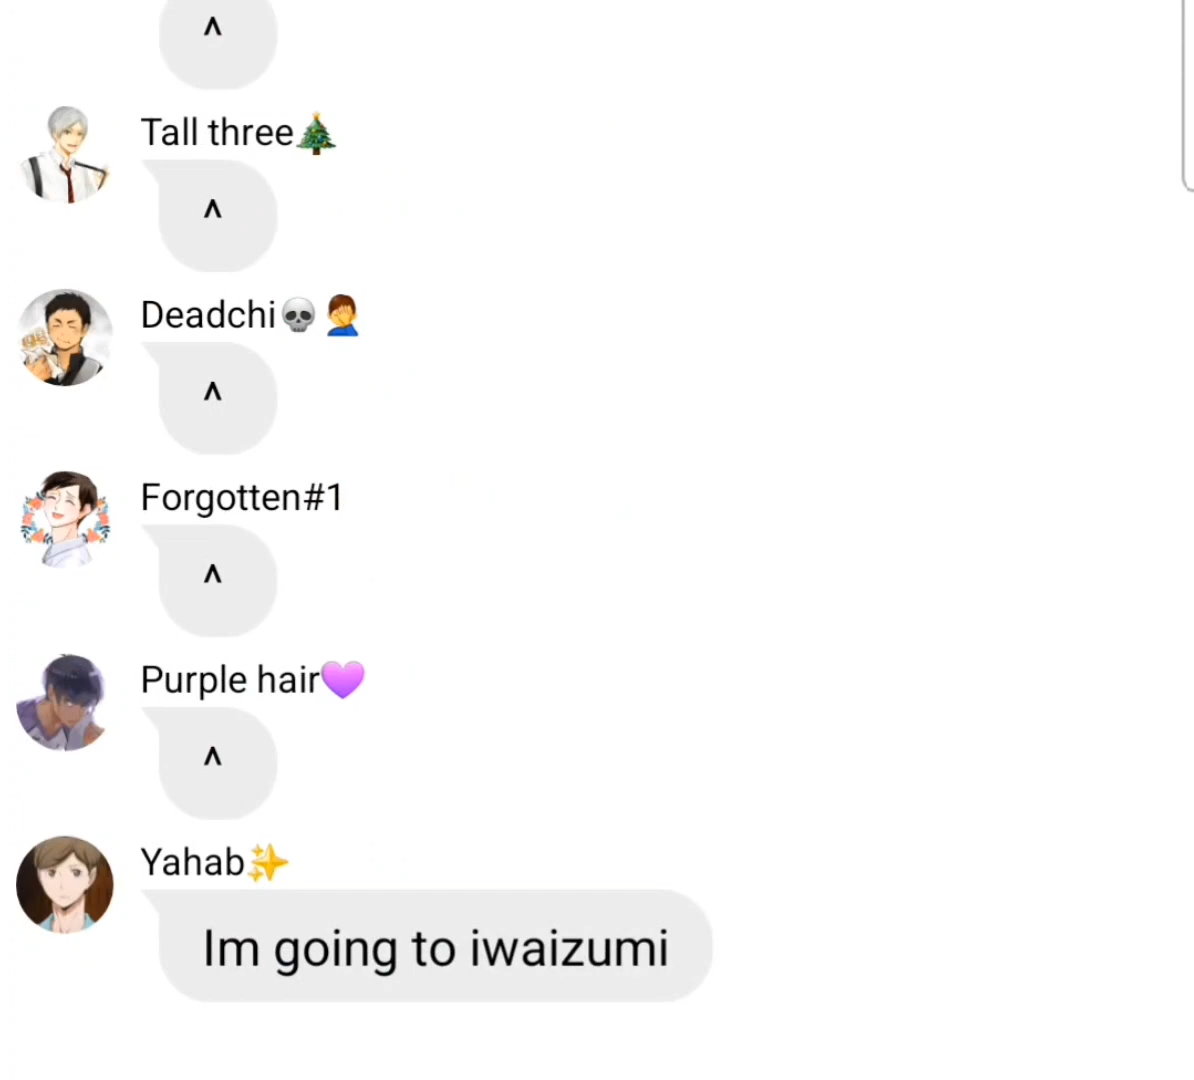 ^
Tall three🎄
^
Deadchi💀🤦‍♂️
^
Forgotten#1
^
Purple hair💜
^
Yahab✨
Im going to iwaizumi